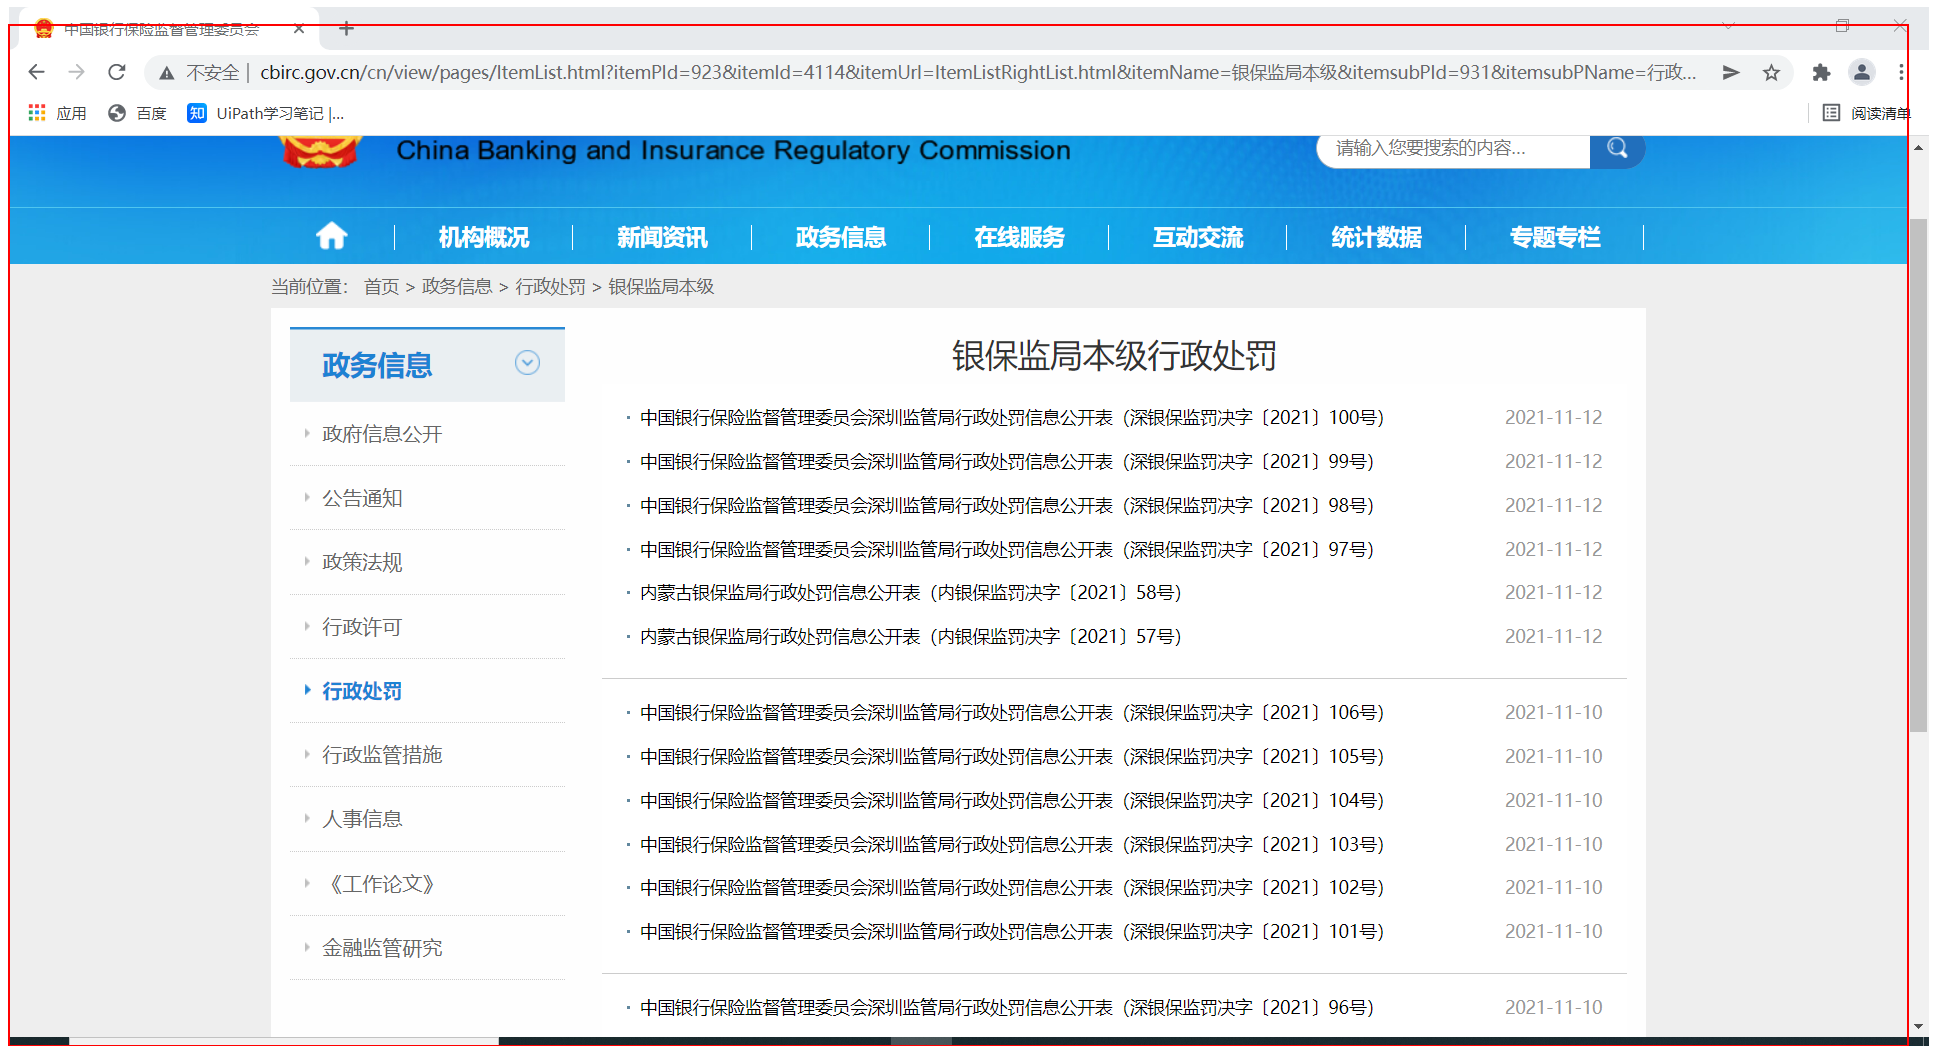 中国银行保险监督管理委员会
不安全 | cbirc.gov.cn/cn/view/pages/ItemList.html?itemPId=923&itemId=4114&itemUrl=ItemListRightList.html&itemName=银保监局本级&itemsubPId=931&itemsubPName=行政...
应用 百度 知 UiPath学习笔记 |... 阅读清单
China Banking and Insurance Regulatory Commission
请输入您要搜索的内容...
机构概况 新闻资讯 政务信息 在线服务 互动交流 统计数据 专题专栏
当前位置： 首页 > 政务信息 > 行政处罚 > 银保监局本级
政务信息
政府信息公开
公告通知
政策法规
行政许可
行政处罚
行政监管措施
人事信息
《工作论文》
金融监管研究
银保监局本级行政处罚
· 中国银行保险监督管理委员会深圳监管局行政处罚信息公开表（深银保监罚决字〔2021〕100号） 2021-11-12
· 中国银行保险监督管理委员会深圳监管局行政处罚信息公开表（深银保监罚决字〔2021〕99号） 2021-11-12
· 中国银行保险监督管理委员会深圳监管局行政处罚信息公开表（深银保监罚决字〔2021〕98号） 2021-11-12
· 中国银行保险监督管理委员会深圳监管局行政处罚信息公开表（深银保监罚决字〔2021〕97号） 2021-11-12
· 内蒙古银保监局行政处罚信息公开表（内银保监罚决字〔2021〕58号） 2021-11-12
· 内蒙古银保监局行政处罚信息公开表（内银保监罚决字〔2021〕57号） 2021-11-12
· 中国银行保险监督管理委员会深圳监管局行政处罚信息公开表（深银保监罚决字〔2021〕106号） 2021-11-10
· 中国银行保险监督管理委员会深圳监管局行政处罚信息公开表（深银保监罚决字〔2021〕105号） 2021-11-10
· 中国银行保险监督管理委员会深圳监管局行政处罚信息公开表（深银保监罚决字〔2021〕104号） 2021-11-10
· 中国银行保险监督管理委员会深圳监管局行政处罚信息公开表（深银保监罚决字〔2021〕103号） 2021-11-10
· 中国银行保险监督管理委员会深圳监管局行政处罚信息公开表（深银保监罚决字〔2021〕102号） 2021-11-10
· 中国银行保险监督管理委员会深圳监管局行政处罚信息公开表（深银保监罚决字〔2021〕101号） 2021-11-10
· 中国银行保险监督管理委员会深圳监管局行政处罚信息公开表（深银保监罚决字〔2021〕96号） 2021-11-10